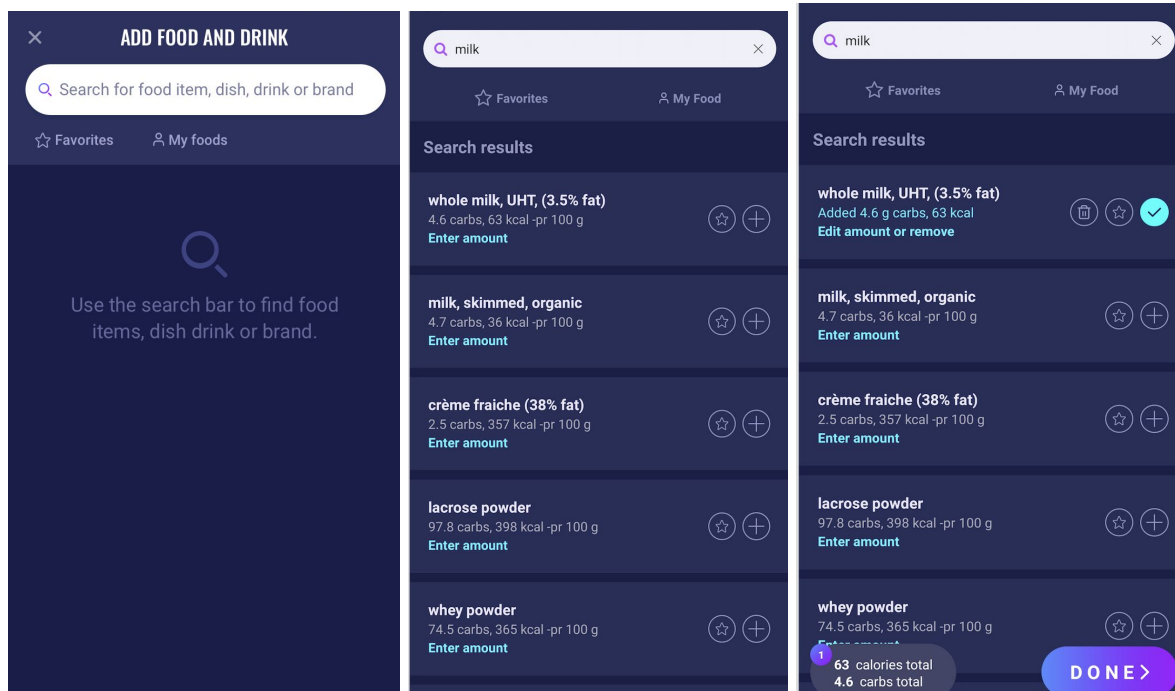 ADD FOOD AND DRINK
Search for food item, dish, drink or brand
Favorites
My foods
Use the search bar to find food
items, dish drink or brand.
milk
Favorites
My Food
Search results
whole milk, UHT, (3.5% fat)
4.6 carbs, 63 kcal -pr 100 g
Enter amount
milk, skimmed, organic
4.7 carbs, 36 kcal -pr 100 g
Enter amount
crème fraiche (38% fat)
2.5 carbs, 357 kcal -pr 100 g
Enter amount
lacrose powder
97.8 carbs, 398 kcal -pr 100 g
Enter amount
whey powder
74.5 carbs, 365 kcal -pr 100 g
Enter amount
milk
Favorites
My Food
Search results
whole milk, UHT, (3.5% fat)
Added 4.6 g carbs, 63 kcal
Edit amount or remove
milk, skimmed, organic
4.7 carbs, 36 kcal -pr 100 g
Enter amount
crème fraiche (38% fat)
2.5 carbs, 357 kcal -pr 100 g
Enter amount
lacrose powder
97.8 carbs, 398 kcal -pr 100 g
Enter amount
whey powder
74.5 carbs, 365 kcal -pr 100 g
1
63 calories total
4.6 carbs total
DONE